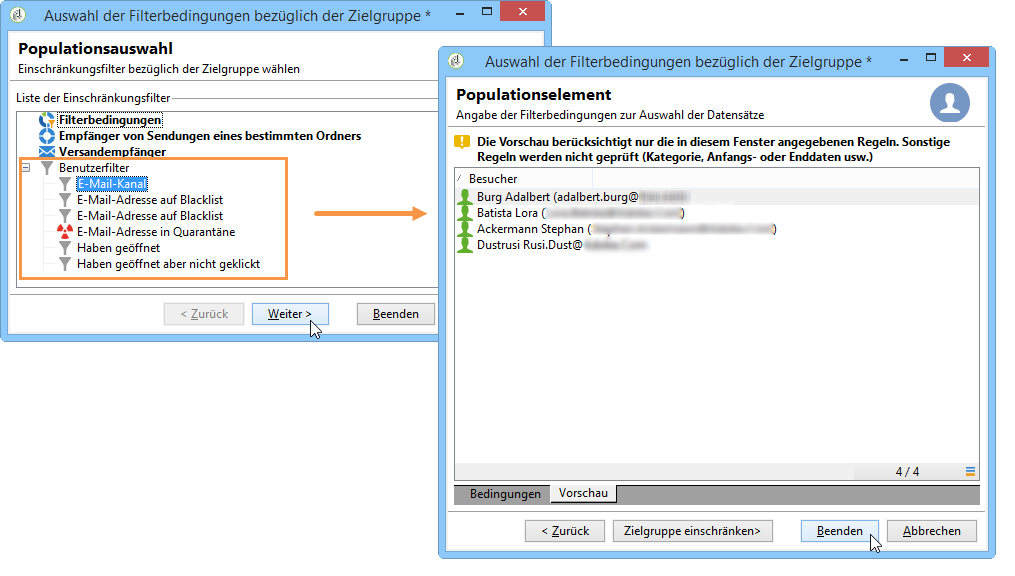 Auswahl der Filterbedingungen bezüglich der Zielgruppe *
Populationsauswahl
Einschränkungsfilter bezüglich der Zielgruppe wählen
Liste der Einschränkungsfilter
Filterbedingungen
Empfänger von Sendungen eines bestimmten Ordners
Versandempfänger
Benutzerfilter
E-Mail-Kanal
E-Mail-Adresse auf Blacklist
E-Mail-Adresse auf Blacklist
E-Mail-Adresse in Quarantäne
Haben geöffnet
Haben geöffnet aber nicht geklickt
< Zurück
Weiter >
Beenden
Auswahl der Filterbedingungen bezüglich der Zielgruppe *
Populationselement
Angabe der Filterbedingungen zur Auswahl der Datensätze
Die Vorschau berücksichtigt nur die in diesem Fenster angegebenen Regeln. Sonstige
Regeln werden nicht geprüft (Kategorie, Anfangs- oder Enddaten usw.)
Besucher
Burg Adalbert (adalbert.burg@
Batista Lora ( )
Ackermann Stephan ( )
Dustrusi Rusi.Dust@
4 / 4
Bedingungen
Vorschau
< Zurück
Zielgruppe einschränken>
Beenden
Abbrechen